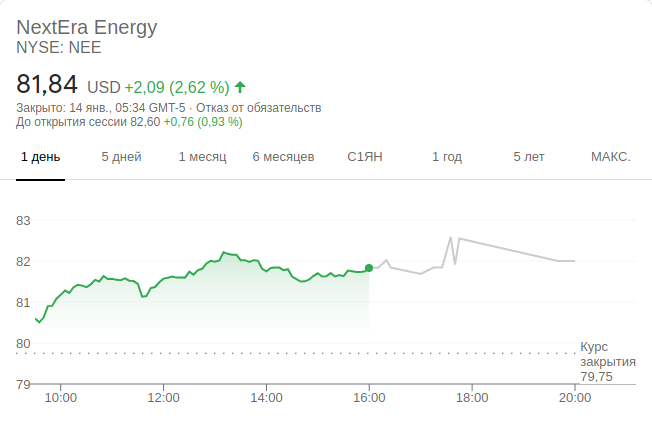 NextEra Energy
NYSE: NEE
81,84 USD +2,09 (2,62 %)
Закрыто: 14 янв., 05:34 GMT-5 · Отказ от обязательств
До открытия сессии 82,60 +0,76 (0,93 %)
1 день 5 дней 1 месяц 6 месяцев С1ЯН 1 год 5 лет МАКС.
83
82
81
80
79
Курс
закрытия
79,75
10:00 12:00 14:00 16:00 18:00 20:00